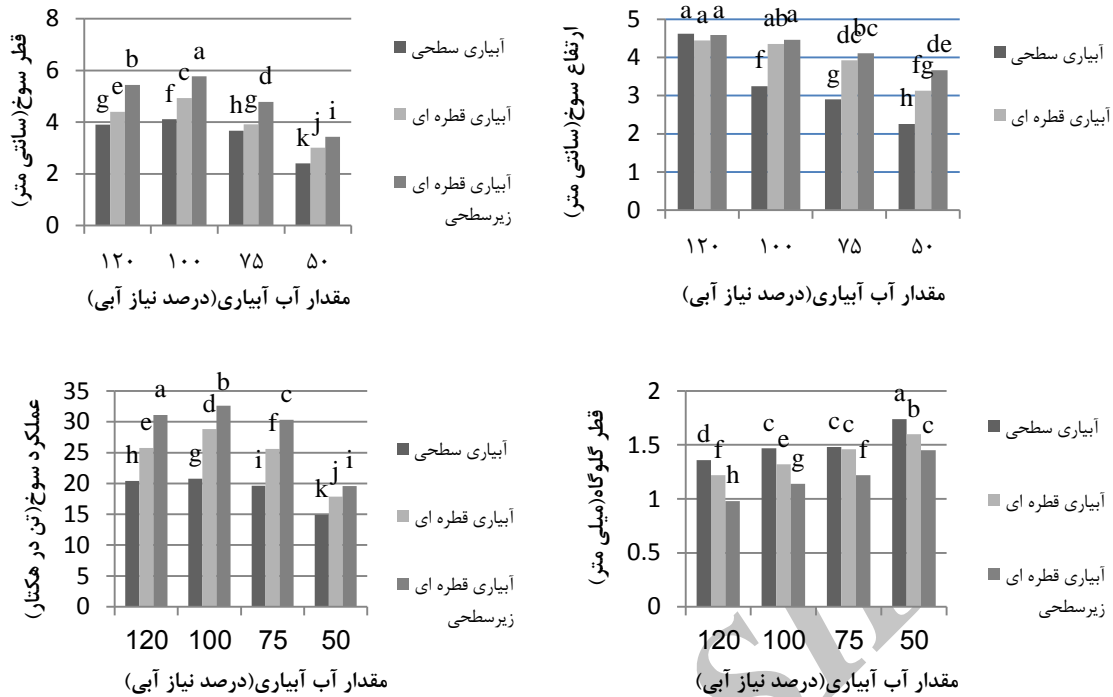 قطر سوخ(سانتی متر)
8
6
4
2
0
g e b
f c a
h g d
k j i
۱۲۰ ۱۰۰ ۷۵ ۵۰
مقدار آب آبیاری(درصد نیاز آبی)
آبیاری سطحی
آبیاری قطره ای
آبیاری قطره ای
زیرسطحی
ارتفاع سوخ(سانتی متر)
5
4
3
2
1
0
a a a
f ab a
g dc bc
h fg de
۱۲۰ ۱۰۰ ۷۵ ۵۰
مقدار آب آبیاری(درصد نیاز آبی)
آبیاری سطحی
آبیاری قطره ای
عملکرد سوخ(تن در هکتار)
35
30
25
20
15
10
5
0
h e a
g d b
i f c
k j i
120 100 75 50
مقدار آب آبیاری(درصد نیاز آبی)
آبیاری سطحی
آبیاری قطره ای
آبیاری قطره ای
زیرسطحی
قطر گلوگاه(میلی متر)
2
1.5
1
0.5
0
d f h
c e g
c c f
a b c
120 100 75 50
مقدار آب آبیاری(درصد نیاز آبی)
آبیاری سطحی
آبیاری قطره ای
آبیاری قطره ای
زیرسطحی